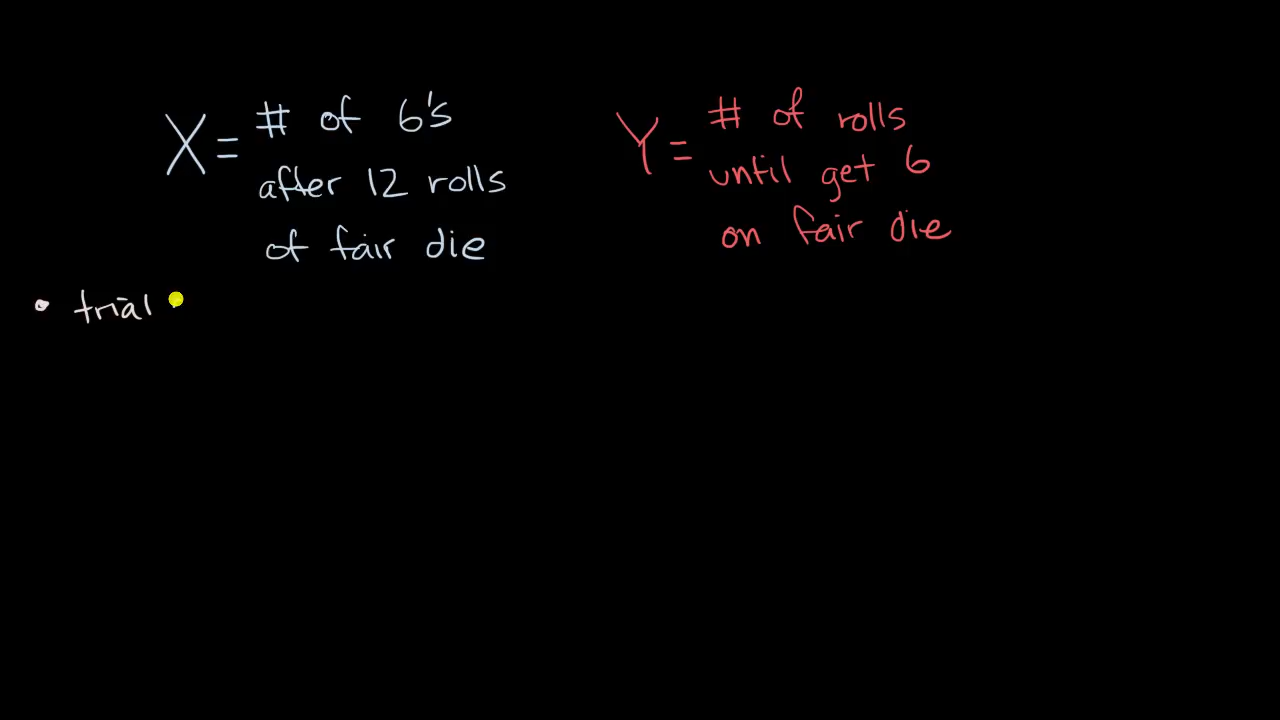 X = # of 6's
after 12 rolls
of fair die
Y = # of rolls
until get 6
on fair die
• trial